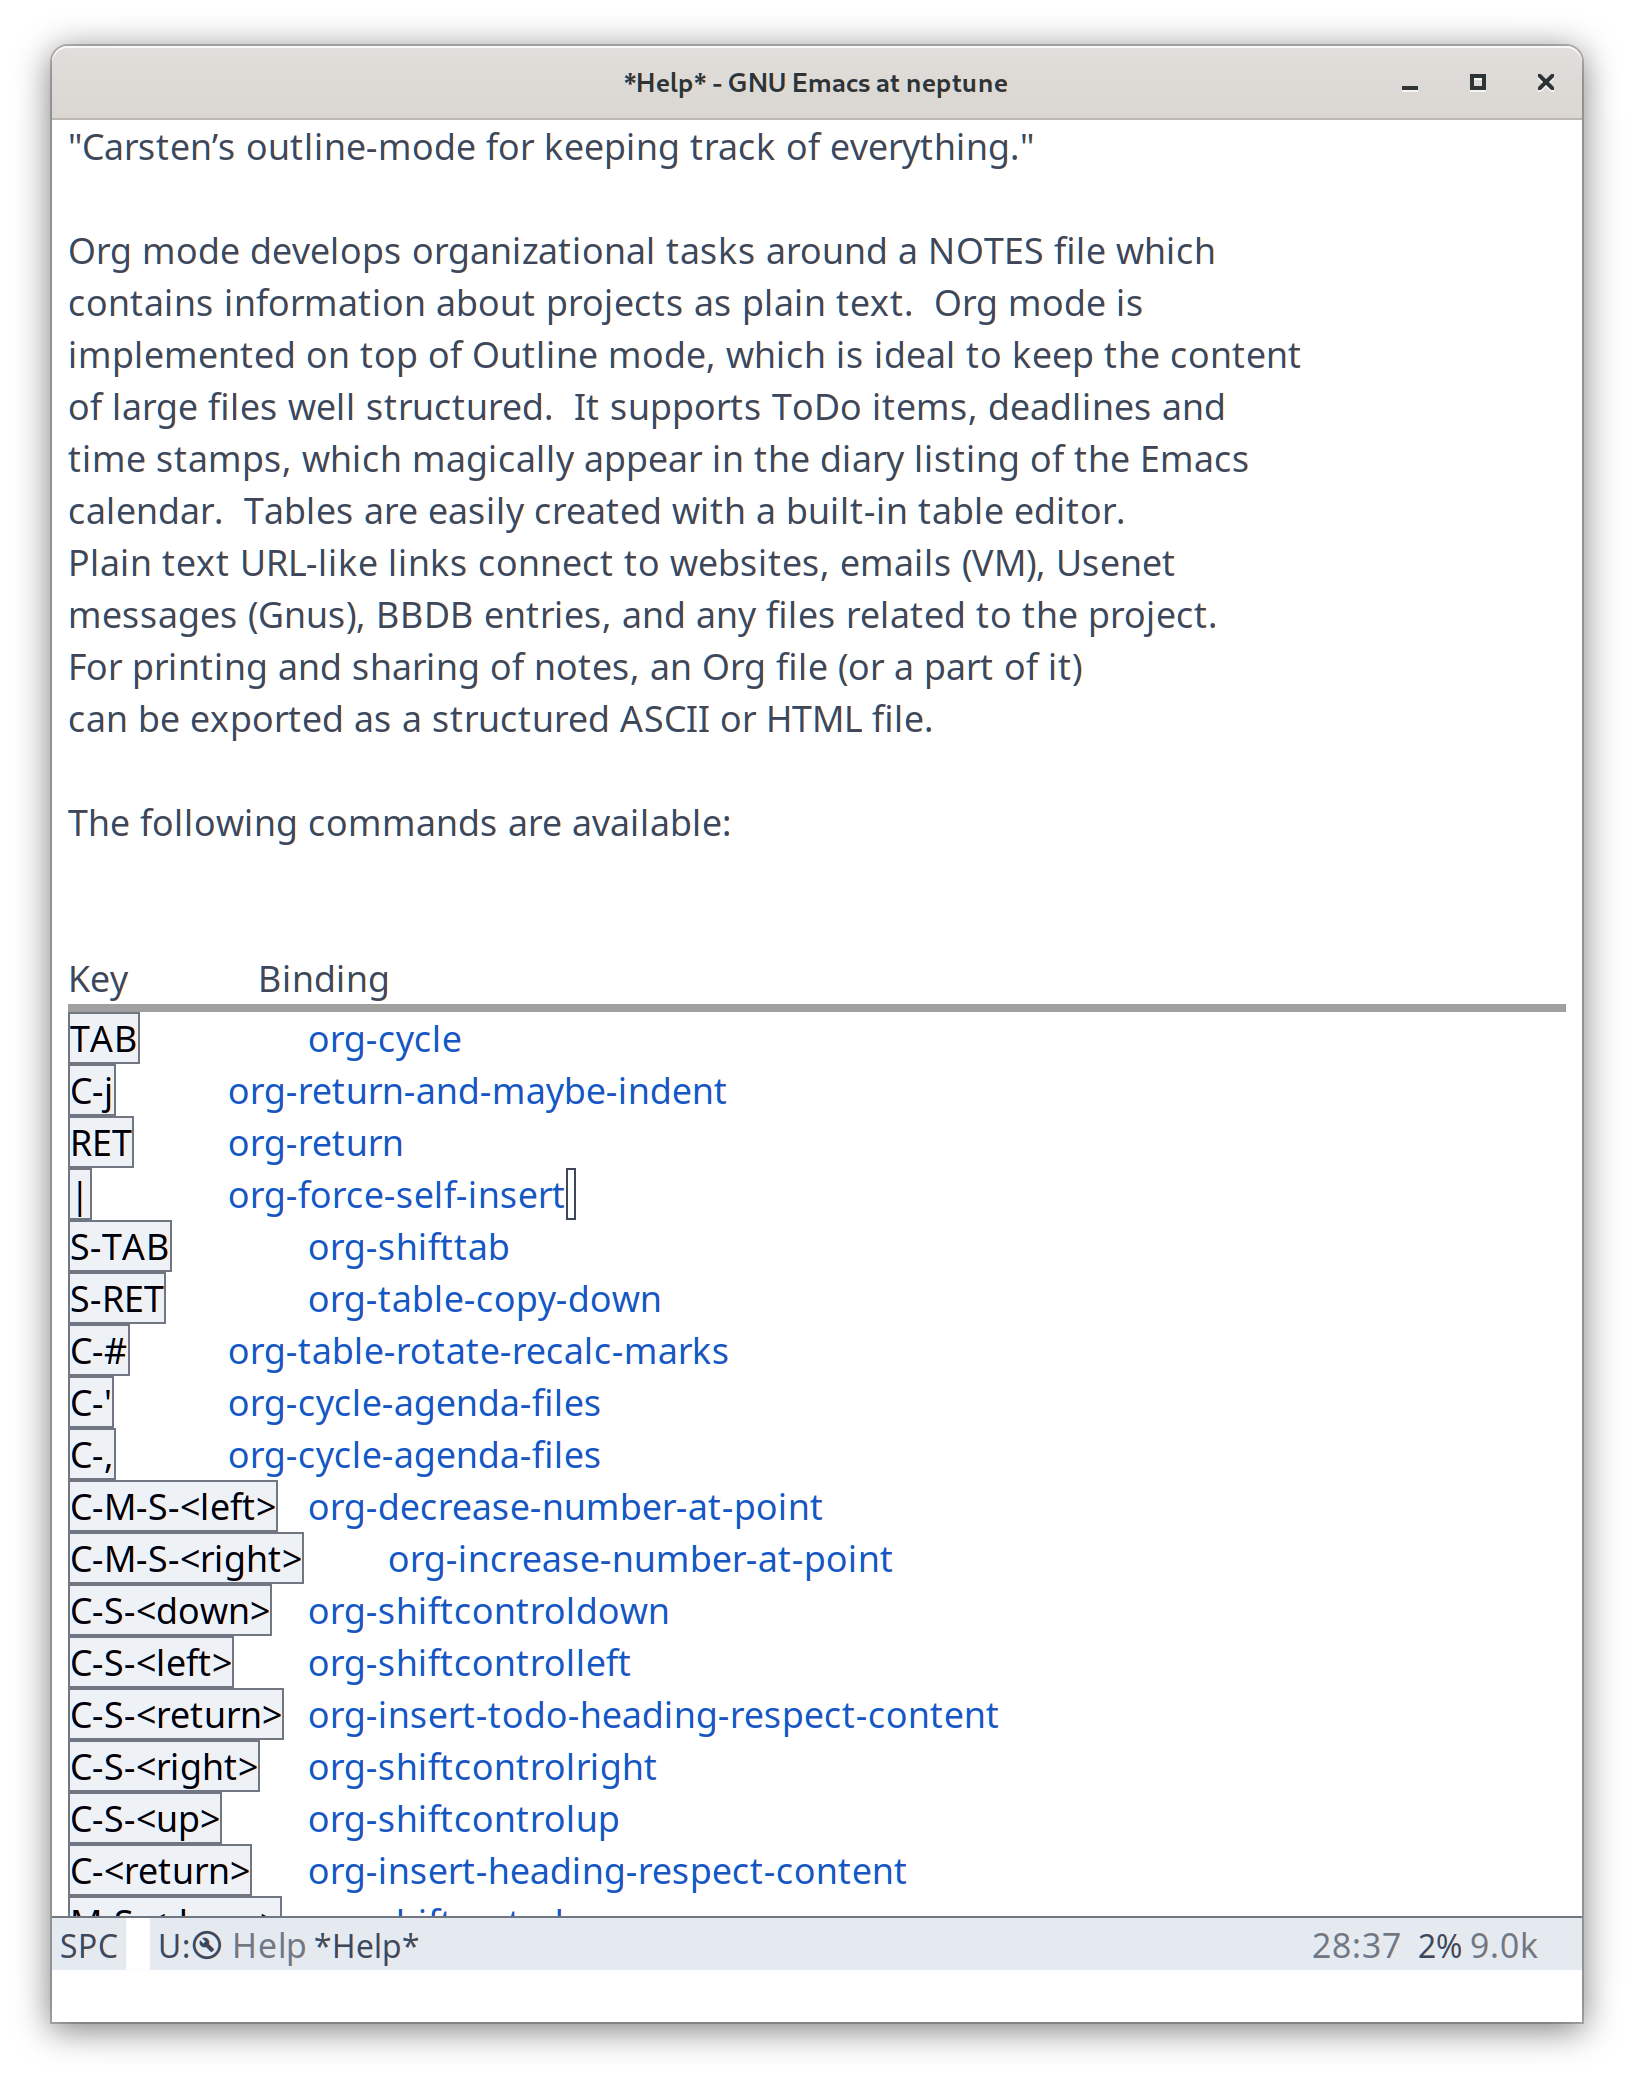 *Help* - GNU Emacs at neptune
"Carsten’s outline-mode for keeping track of everything."
Org mode develops organizational tasks around a NOTES file which
contains information about projects as plain text.  Org mode is
implemented on top of Outline mode, which is ideal to keep the content
of large files well structured.  It supports ToDo items, deadlines and
time stamps, which magically appear in the diary listing of the Emacs
calendar.  Tables are easily created with a built-in table editor.
Plain text URL-like links connect to websites, emails (VM), Usenet
messages (Gnus), BBDB entries, and any files related to the project.
For printing and sharing of notes, an Org file (or a part of it)
can be exported as a structured ASCII or HTML file.
The following commands are available:
Key Binding
TAB org-cycle
C-j org-return-and-maybe-indent
RET org-return
| org-force-self-insert
S-TAB org-shifttab
S-RET org-table-copy-down
C-# org-table-rotate-recalc-marks
C-' org-cycle-agenda-files
C-, org-cycle-agenda-files
C-M-S-<left> org-decrease-number-at-point
C-M-S-<right> org-increase-number-at-point
C-S-<down> org-shiftcontroldown
C-S-<left> org-shiftcontrolleft
C-S-<return> org-insert-todo-heading-respect-content
C-S-<right> org-shiftcontrolright
C-S-<up> org-shiftcontrolup
C-<return> org-insert-heading-respect-content
SPC U: Help *Help* 28:37 2% 9.0k